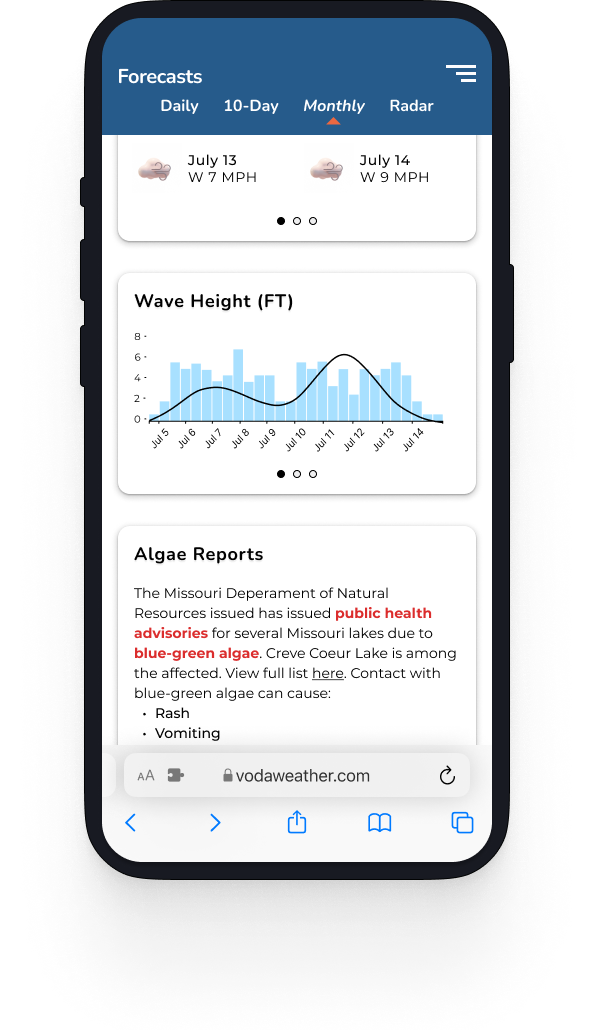 Forecasts
Daily 10-Day Monthly Radar
July 13 July 14
W 7 MPH W 9 MPH
Wave Height (FT)
8
6
4
2
0
Jul 5 Jul 6 Jul 7 Jul 8 Jul 9 Jul 10 Jul 11 Jul 12 Jul 13 Jul 14
Algae Reports
The Missouri Deperament of Natural
Resources issued has issued public health
advisories for several Missouri lakes due to
blue-green algae. Creve Coeur Lake is among
the affected. View full list here. Contact with
blue-green algae can cause:
• Rash
• Vomiting
AA vodaweather.com